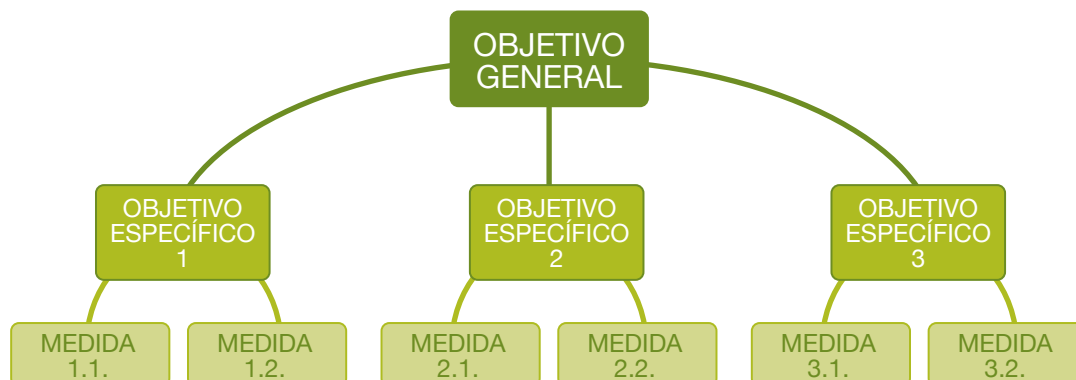 OBJETIVO
GENERAL
OBJETIVO
ESPECÍFICO
1
OBJETIVO
ESPECÍFICO
2
OBJETIVO
ESPECÍFICO
3
MEDIDA
1.1.
MEDIDA
1.2.
MEDIDA
2.1.
MEDIDA
2.2.
MEDIDA
3.1.
MEDIDA
3.2.